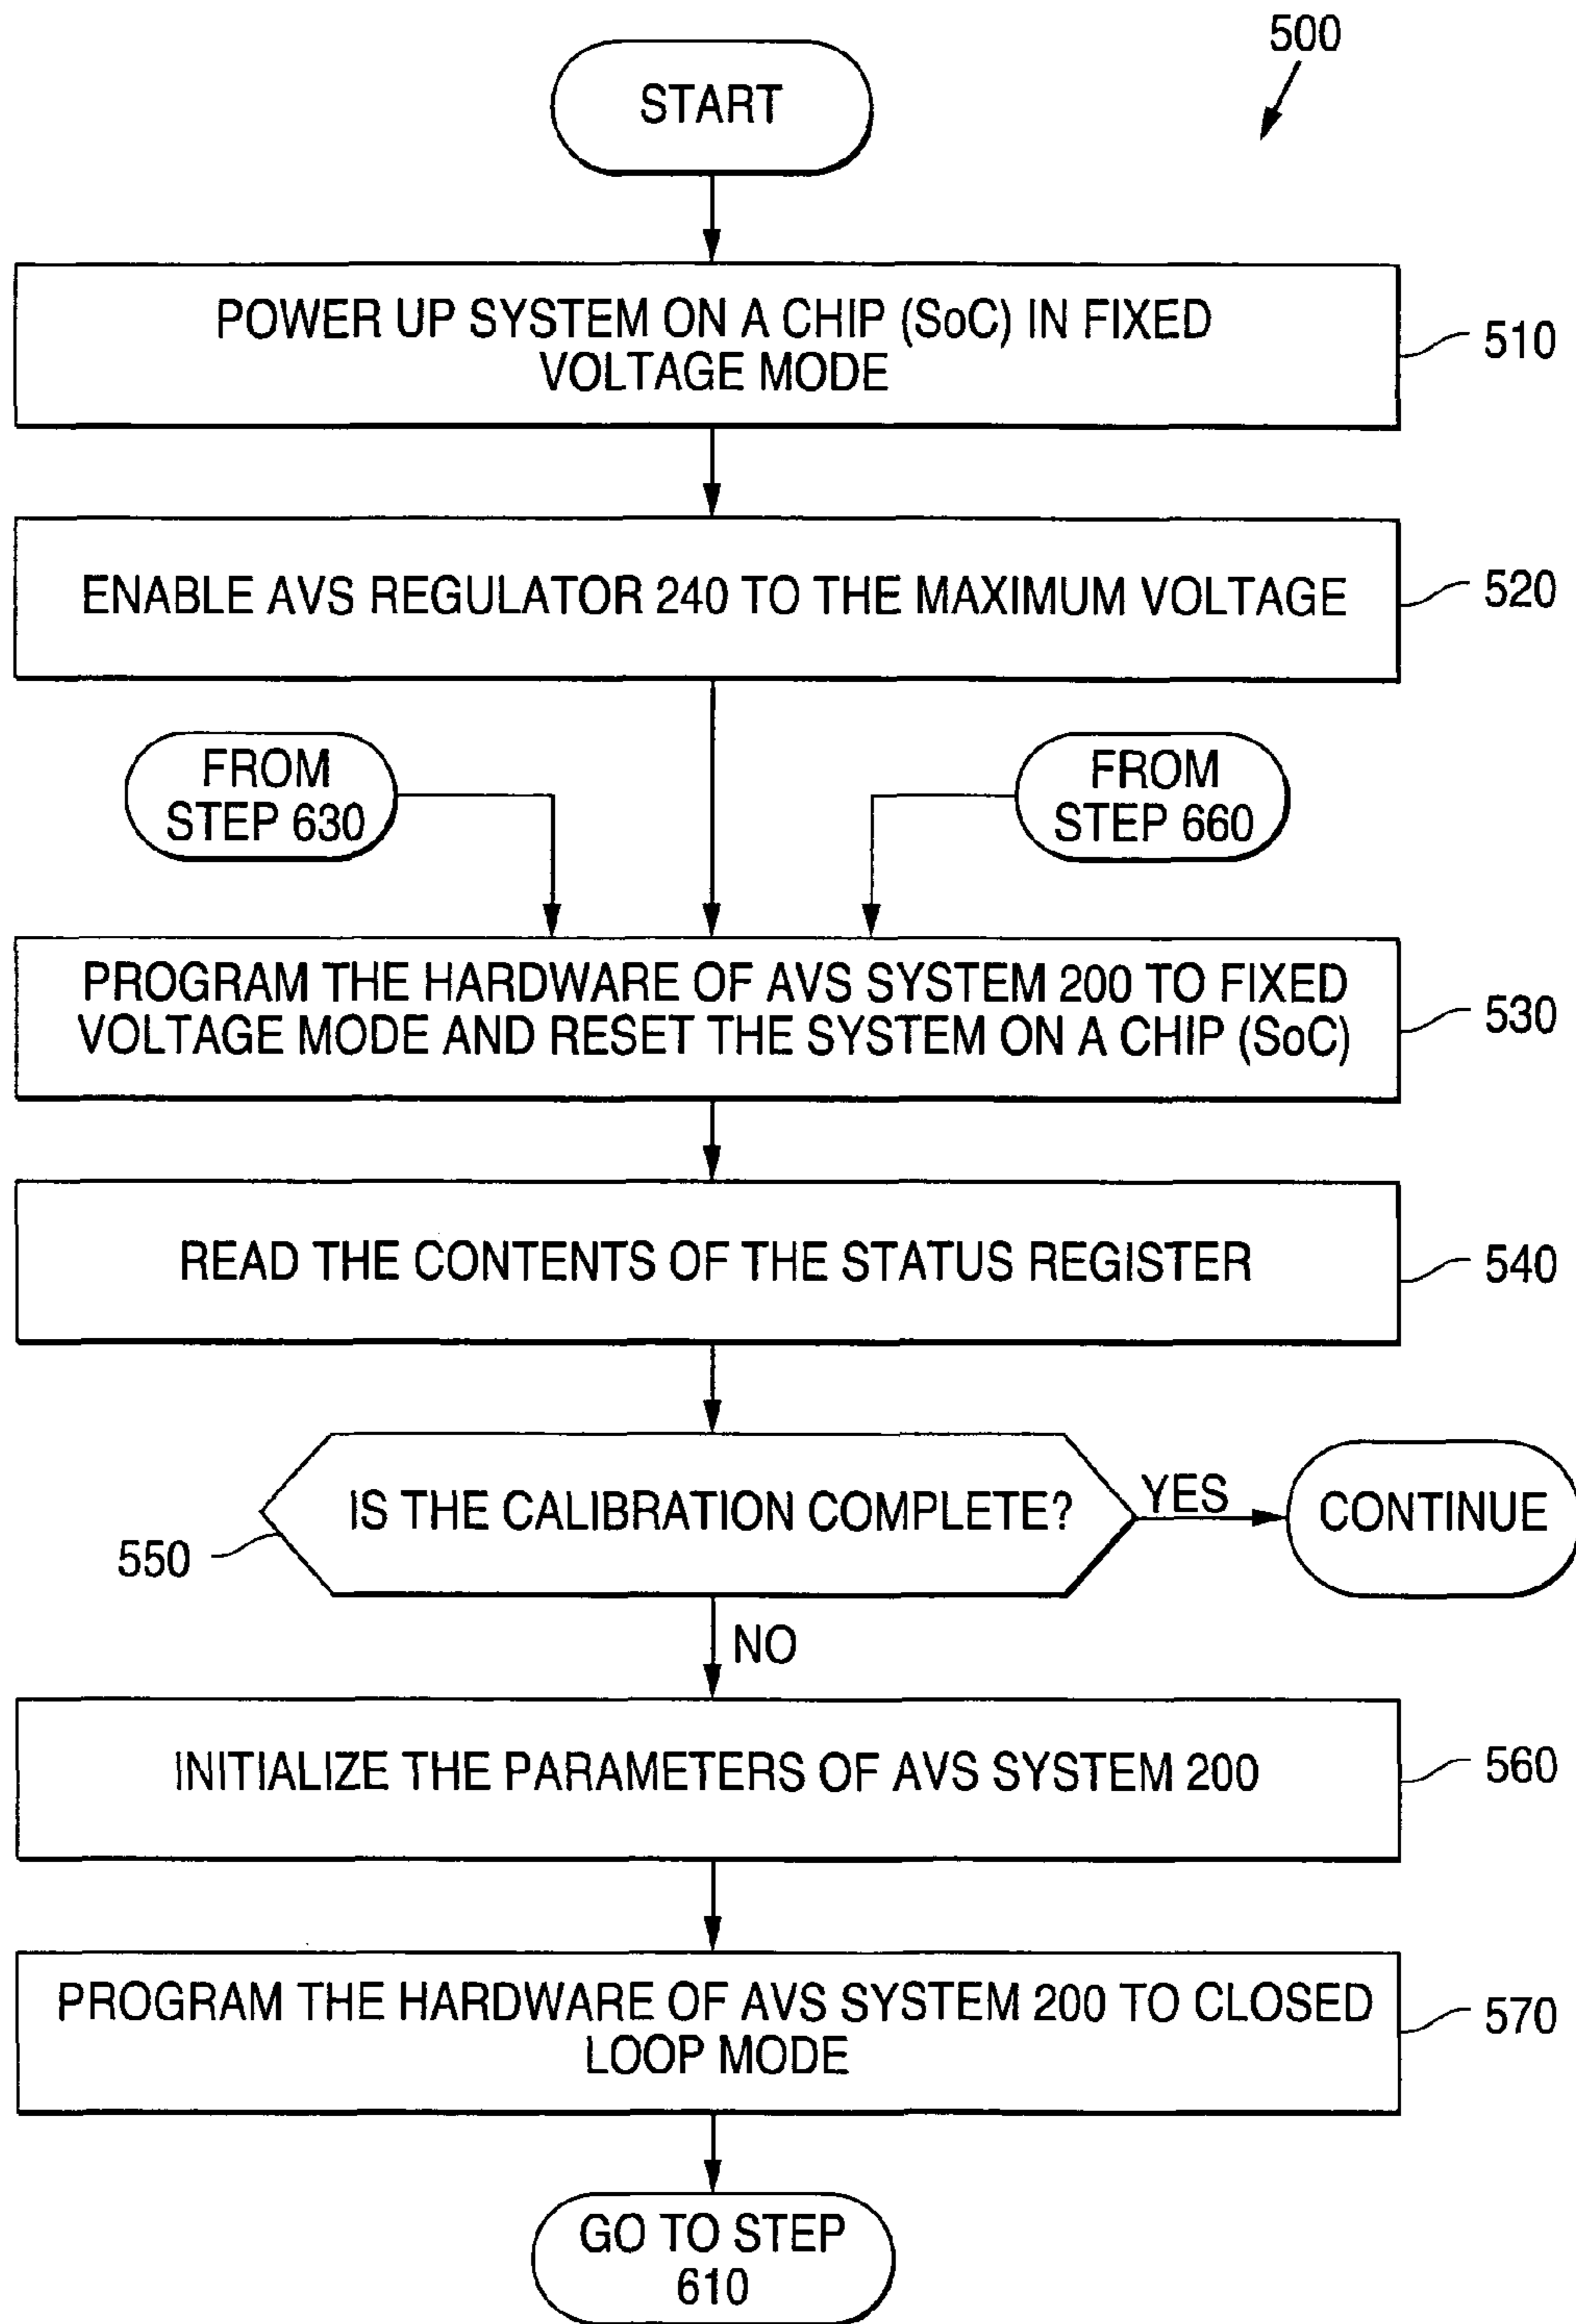 500
START
POWER UP SYSTEM ON A CHIP (SoC) IN FIXED
VOLTAGE MODE
510
ENABLE AVS REGULATOR 240 TO THE MAXIMUM VOLTAGE
520
FROM
STEP 630
FROM
STEP 660
PROGRAM THE HARDWARE OF AVS SYSTEM 200 TO FIXED
VOLTAGE MODE AND RESET THE SYSTEM ON A CHIP (SoC)
530
READ THE CONTENTS OF THE STATUS REGISTER
540
IS THE CALIBRATION COMPLETE?
YES
CONTINUE
550
NO
INITIALIZE THE PARAMETERS OF AVS SYSTEM 200
560
PROGRAM THE HARDWARE OF AVS SYSTEM 200 TO CLOSED
LOOP MODE
570
GO TO STEP
610